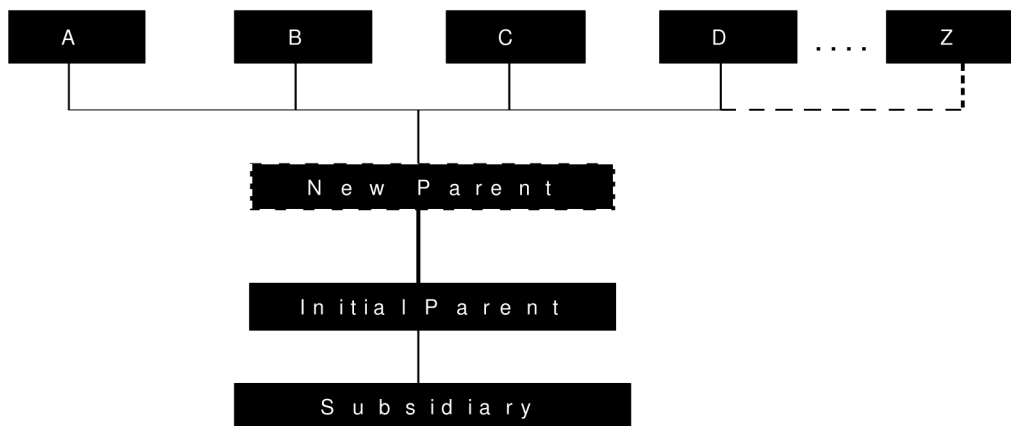 A B C D .... Z
New Parent
Initial Parent
Subsidiary